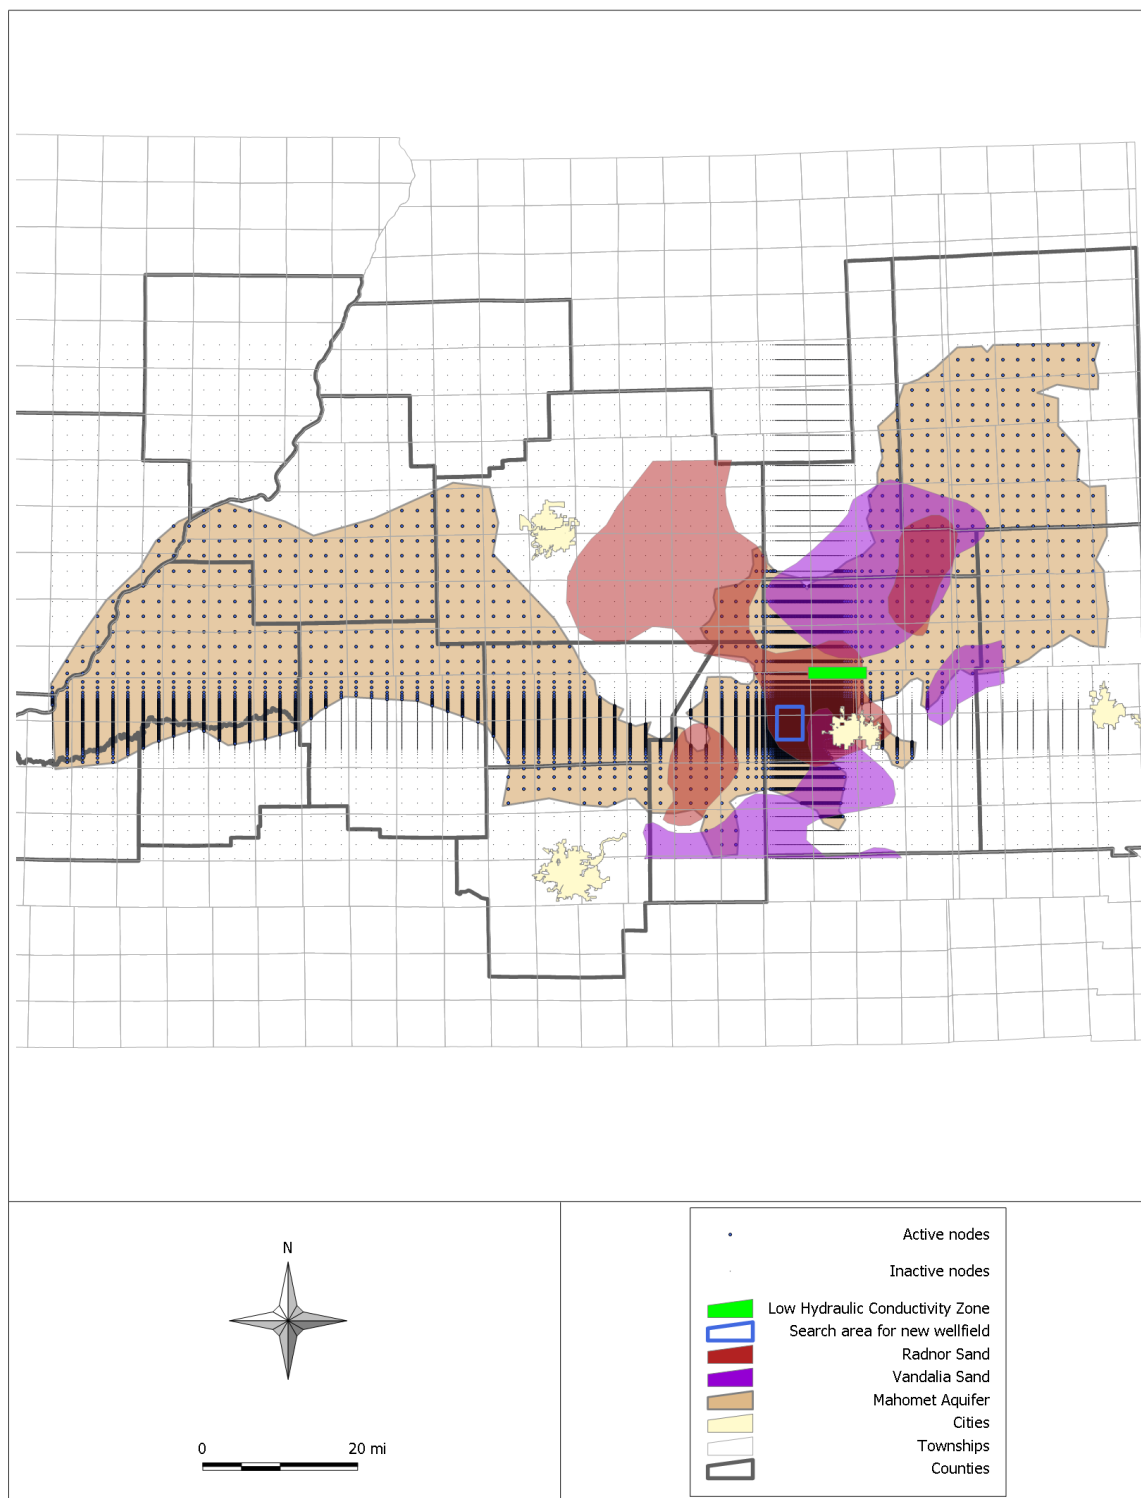 N
0 20 mi
Active nodes
Inactive nodes
Low Hydraulic Conductivity Zone
Search area for new wellfield
Radnor Sand
Vandalia Sand
Mahomet Aquifer
Cities
Townships
Counties